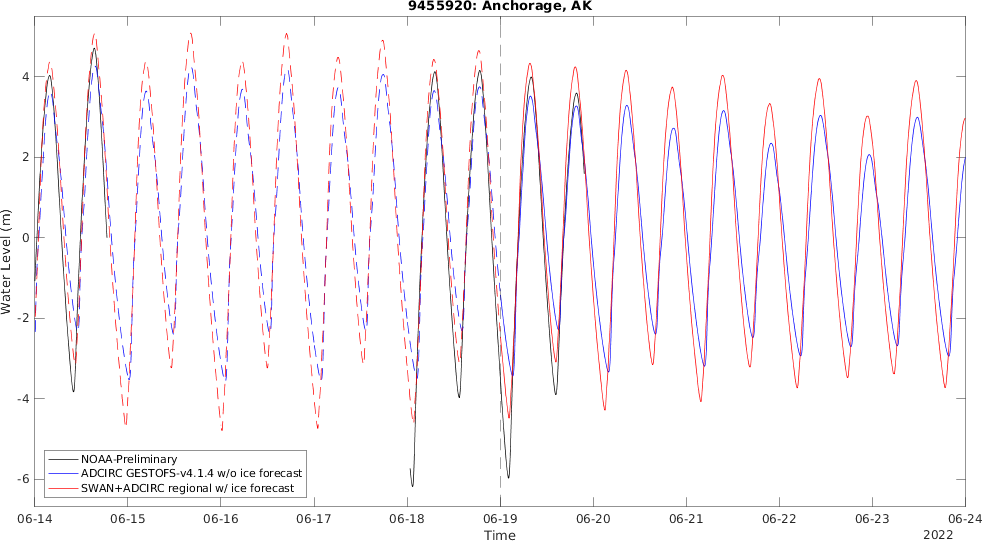 9455920: Anchorage, AK
Water Level (m)
4
2
0
-2
-4
-6
NOAA-Preliminary
ADCIRC GESTOFS-v4.1.4 w/o ice forecast
SWAN+ADCIRC regional w/ ice forecast
06-14 06-15 06-16 06-17 06-18 06-19 06-20 06-21 06-22 06-23 06-24
Time
2022